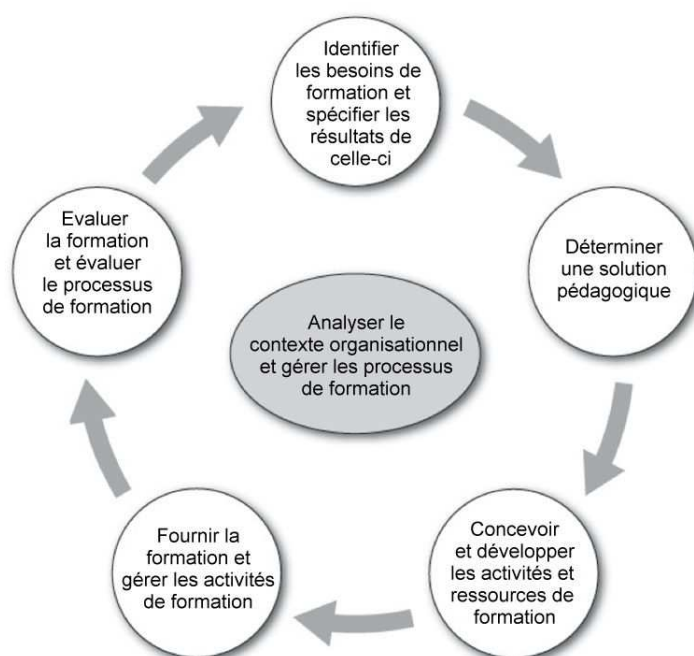 Identifier
les besoins de
formation et
spécifier les
résultats de
celle-ci
Déterminer
une solution
pédagogique
Concevoir
et développer
les activités et
ressources de
formation
Fournir la
formation et
gérer les activités
de formation
Evaluer
la formation
et évaluer
le processus
de formation
Analyser le
contexte organisationnel
et gérer les processus
de formation